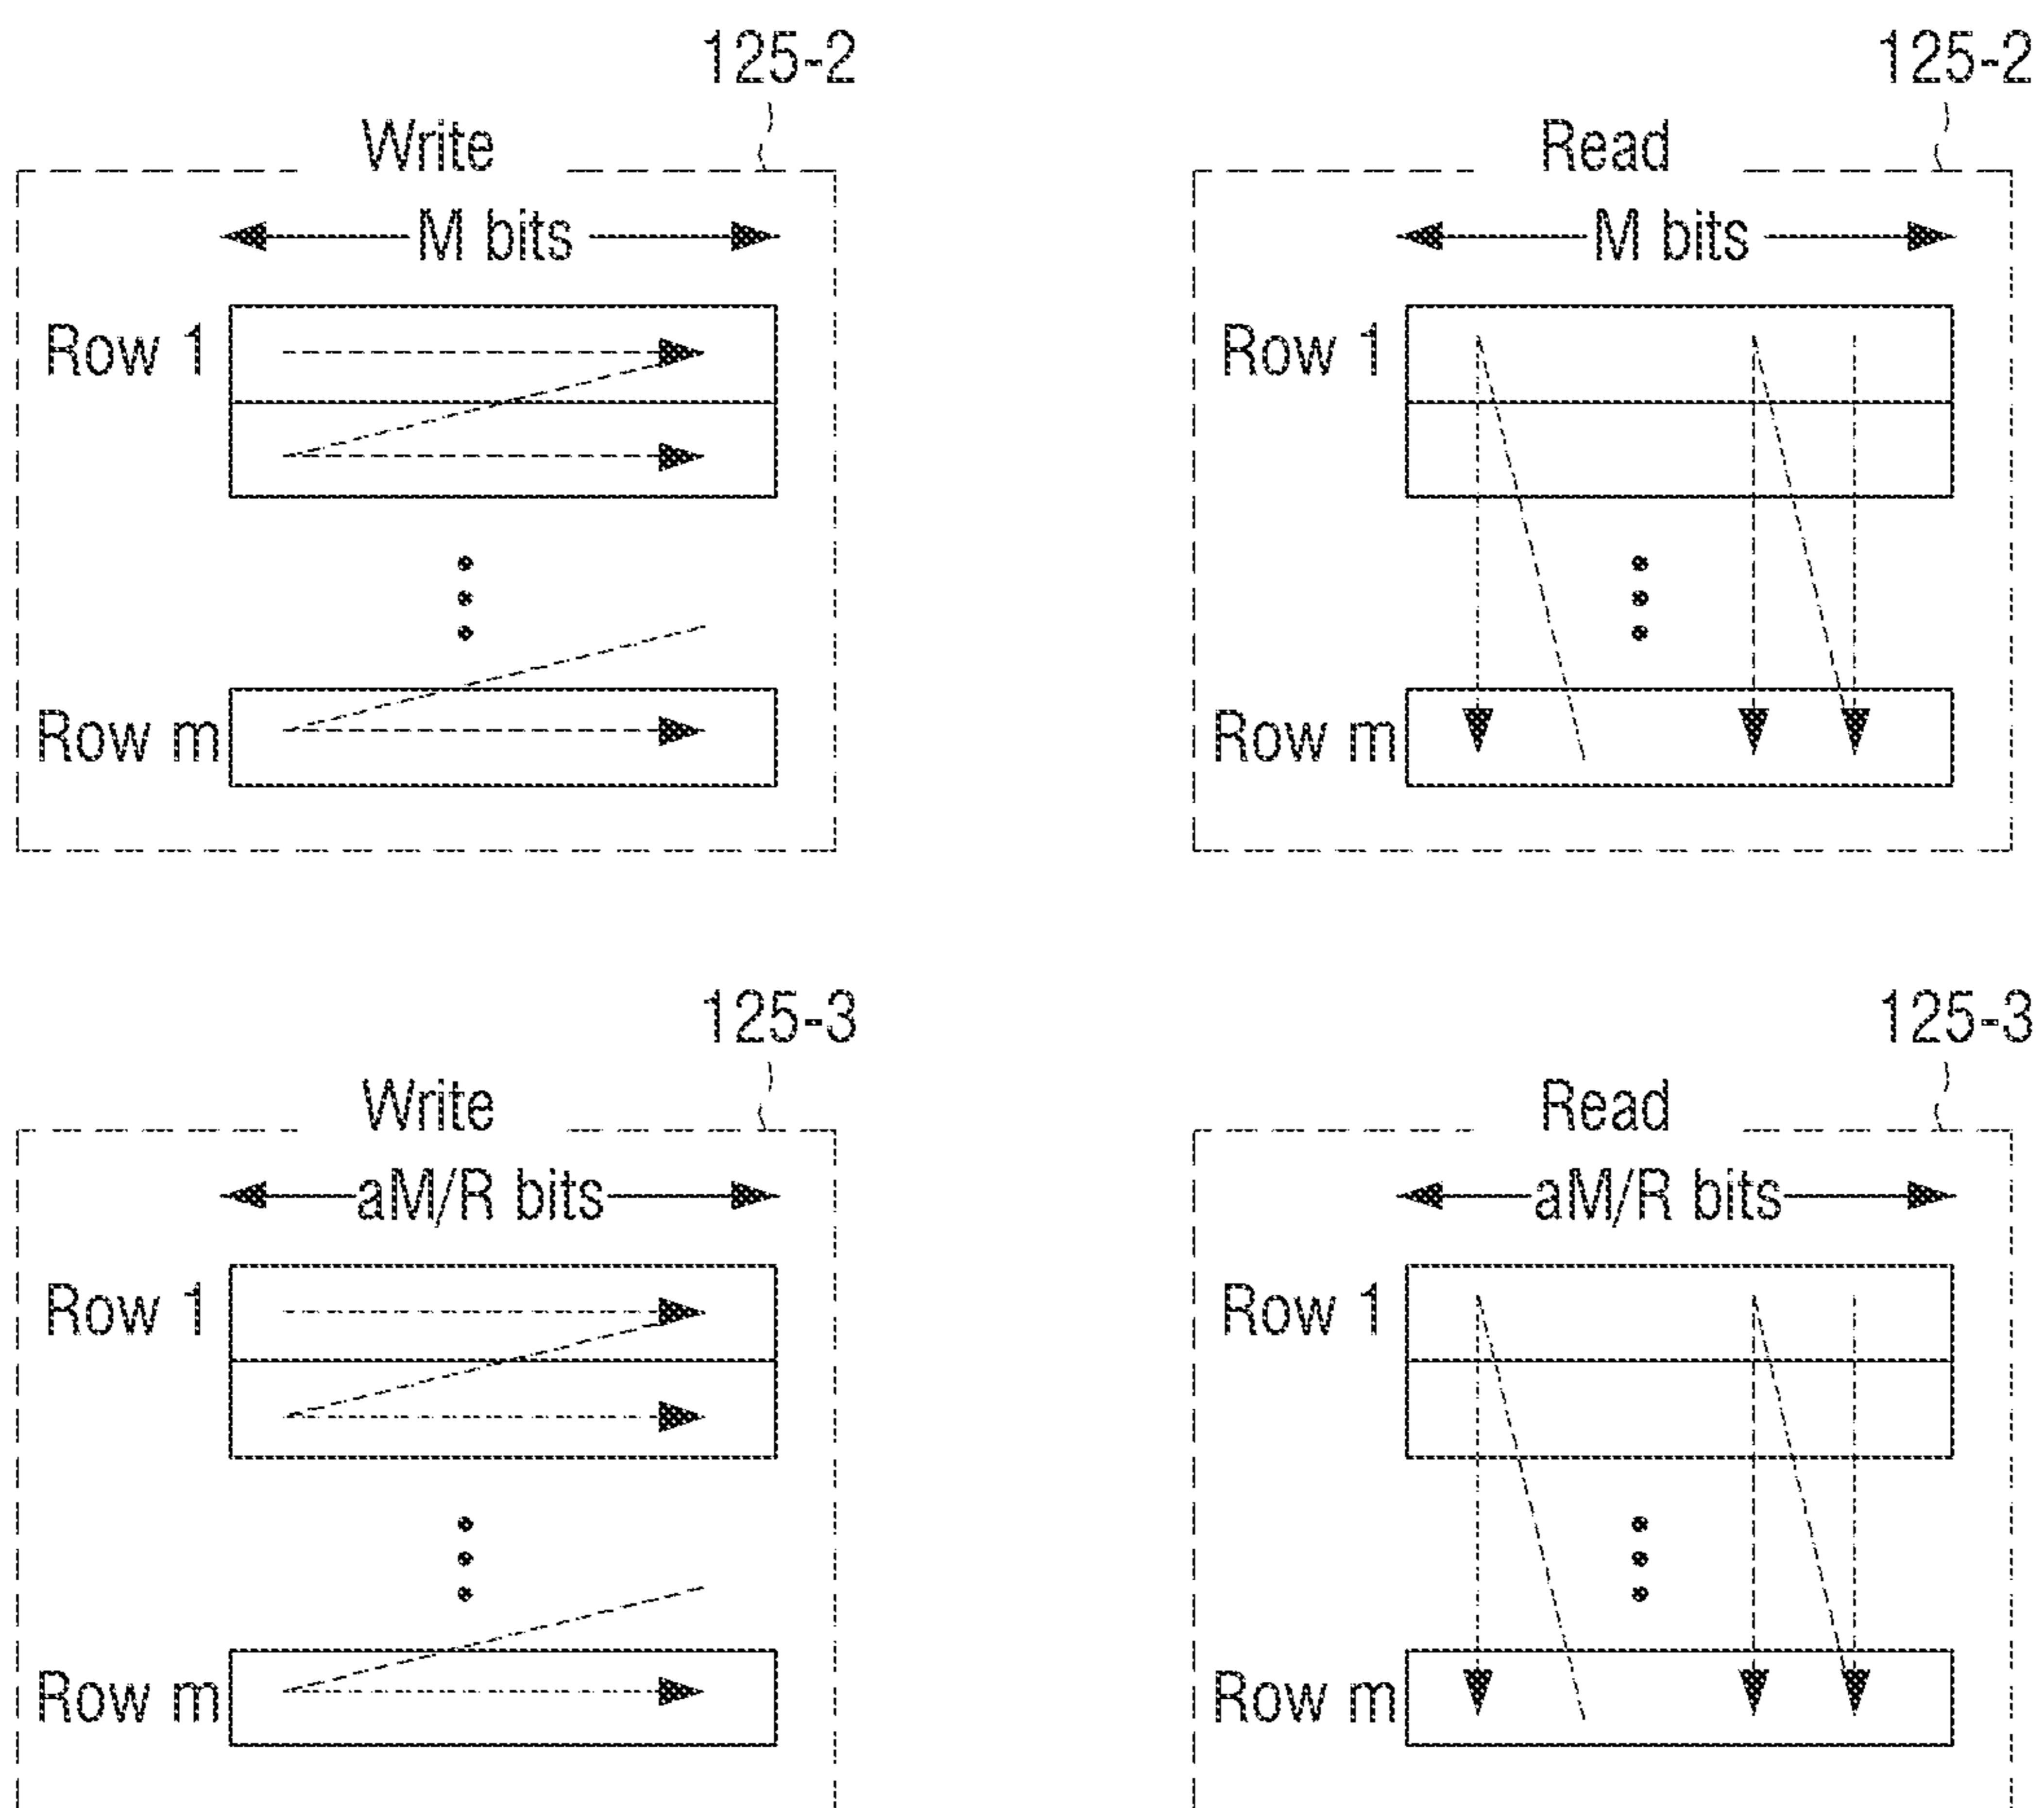 125-2
Write
M bits
Row 1
Row m
125-2
Read
M bits
Row 1
Row m
125-3
Write
aM/R bits
Row 1
Row m
125-3
Read
aM/R bits
Row 1
Row m